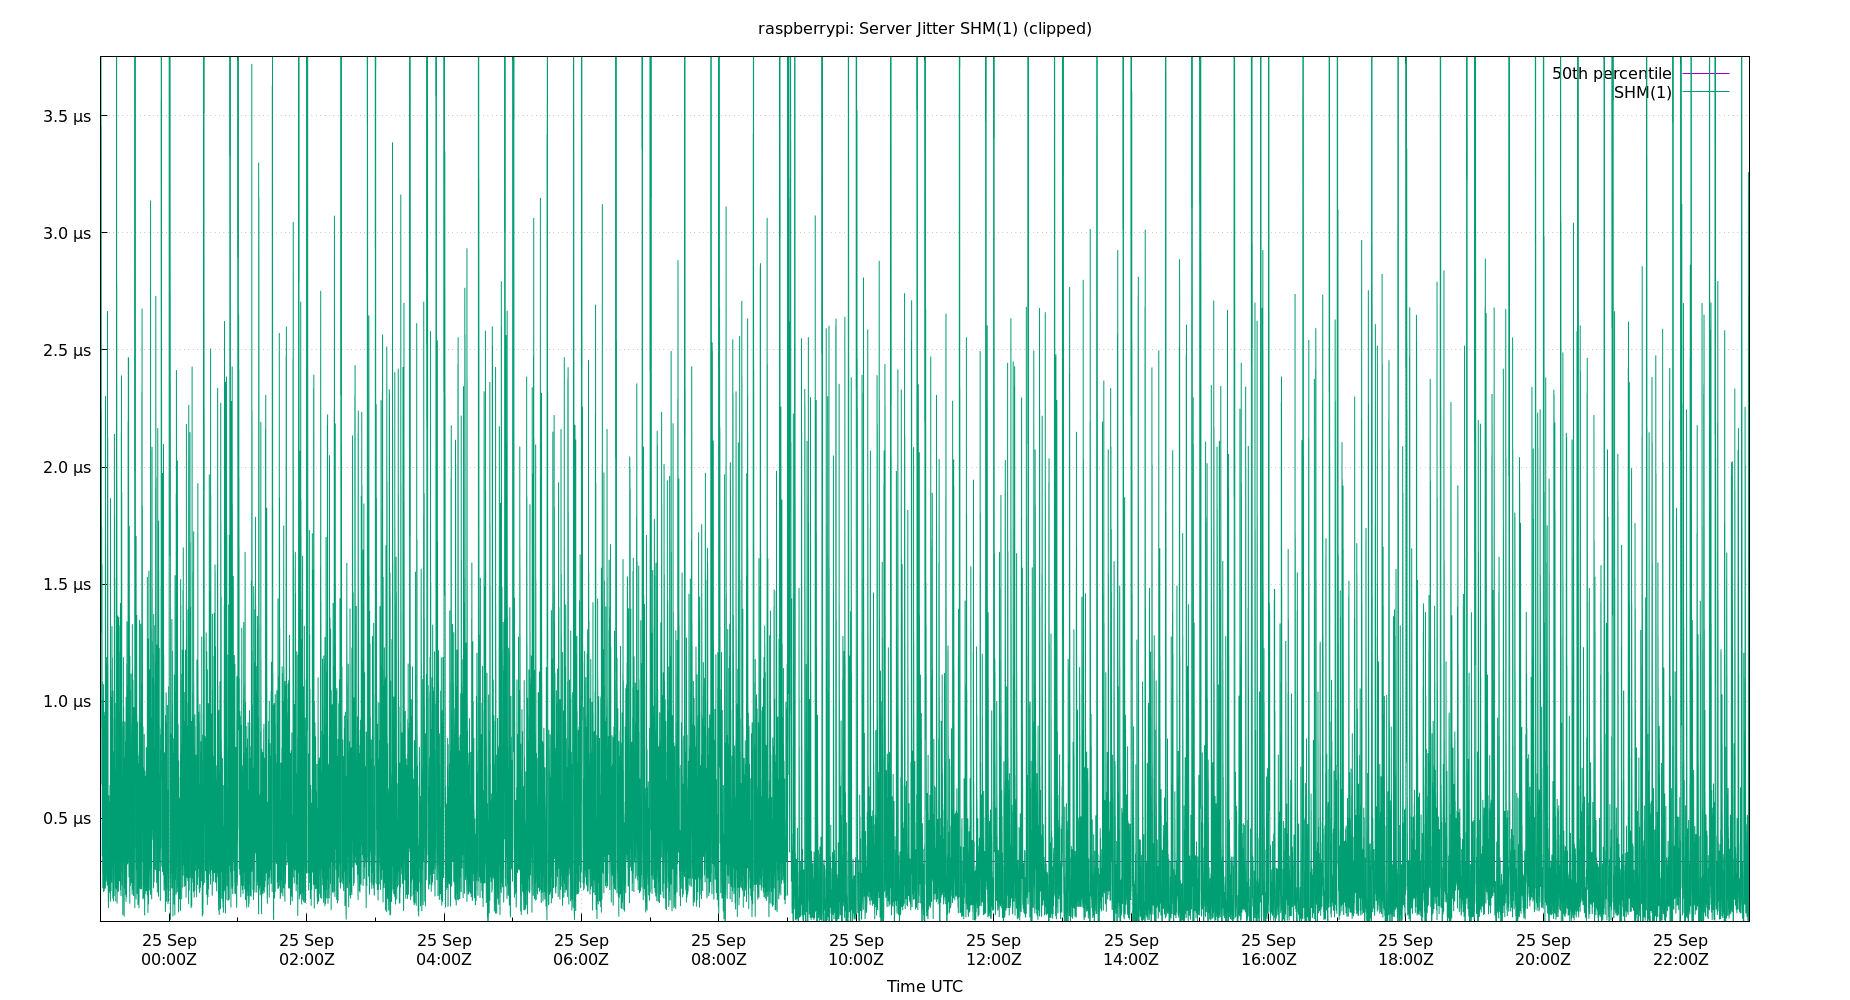 raspberrypi: Server Jitter SHM(1) (clipped)
50th percentile
SHM(1)
3.5 µs
3.0 µs
2.5 µs
2.0 µs
1.5 µs
1.0 µs
0.5 µs
25 Sep 25 Sep 25 Sep 25 Sep 25 Sep 25 Sep 25 Sep 25 Sep 25 Sep 25 Sep 25 Sep 25 Sep
00:00Z 02:00Z 04:00Z 06:00Z 08:00Z 10:00Z 12:00Z 14:00Z 16:00Z 18:00Z 20:00Z 22:00Z
Time UTC